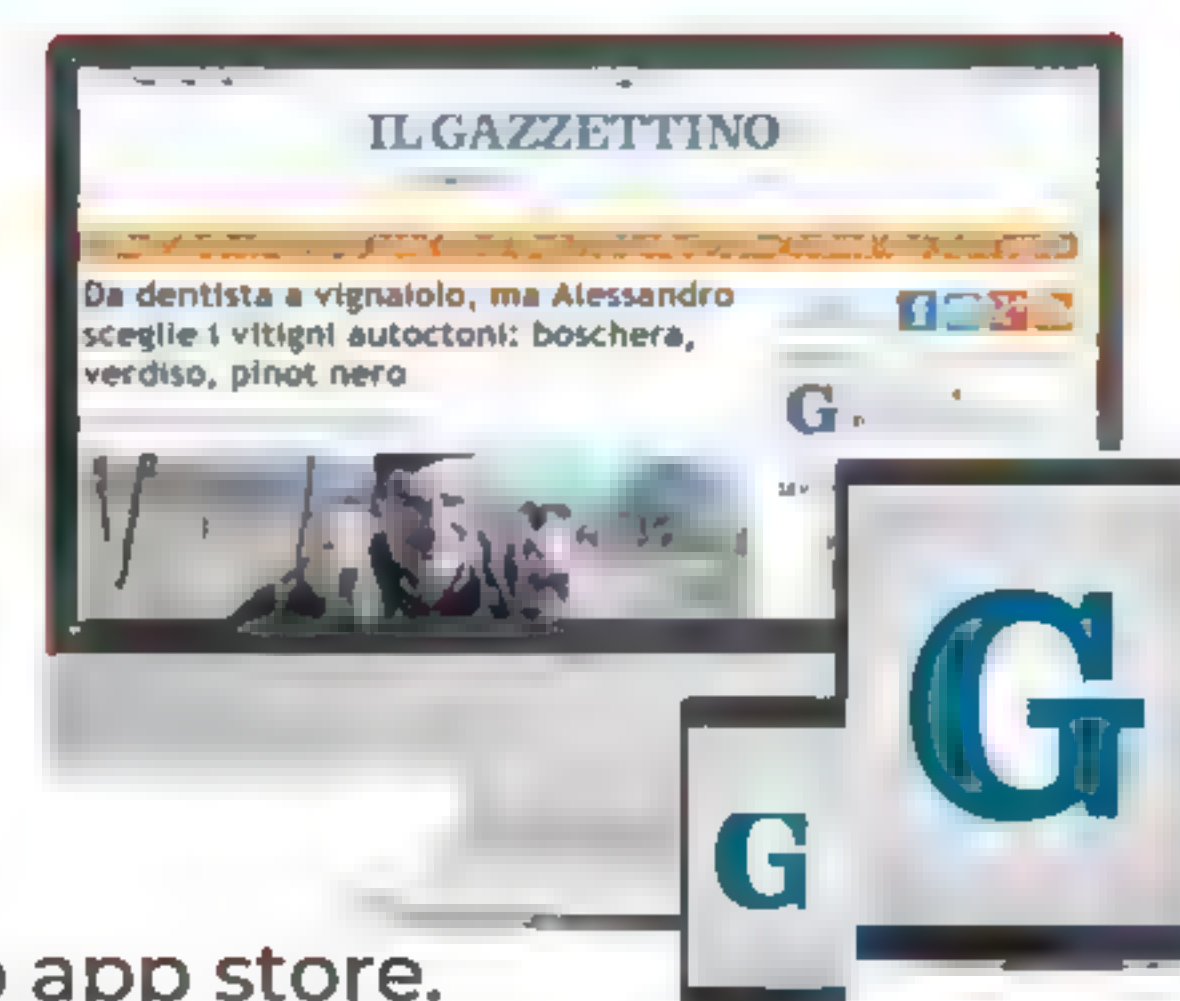 IL GAZZETTINO
Da dentista a vignaiolo, ma Alessandro
sceglie i vitigni autoctoni: boschera,
verdiso, pinot nero
f
G
G
G
app store.